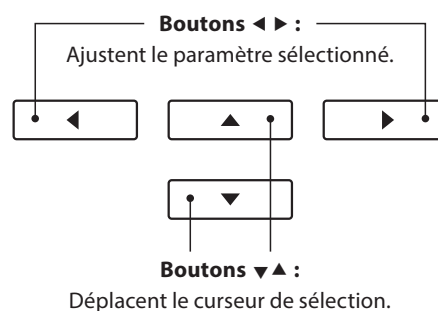 Boutons ◀ ▶ :
Ajustent le paramètre sélectionné.
◀ ▲ ▶
▼
Boutons ▼▲ :
Déplacent le curseur de sélection.